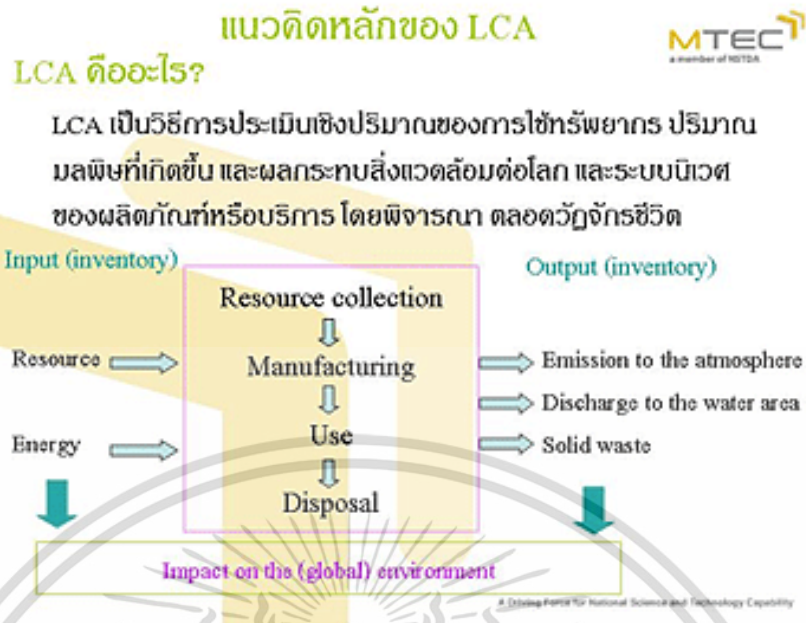 แนวคิดหลักของ LCA
MTEC
a member of NSTDA
LCA คืออะไร?
LCA เป็นวิธีการประเมินเชิงปริมาณของการใช้ทรัพยากร ปริมาณ
มลพิษที่เกิดขึ้น และผลกระทบสิ่งแวดล้อมต่อโลก และระบบนิเวศ
ของผลิตภัณฑ์หรือบริการ โดยพิจารณา ตลอดวัฏจักรชีวิต
Input (inventory)
Output (inventory)
Resource collection
Resource
Manufacturing
Emission to the atmosphere
Discharge to the water area
Energy
Use
Solid waste
Disposal
Impact on the (global) environment
A Driving Force for National Science and Technology Capability